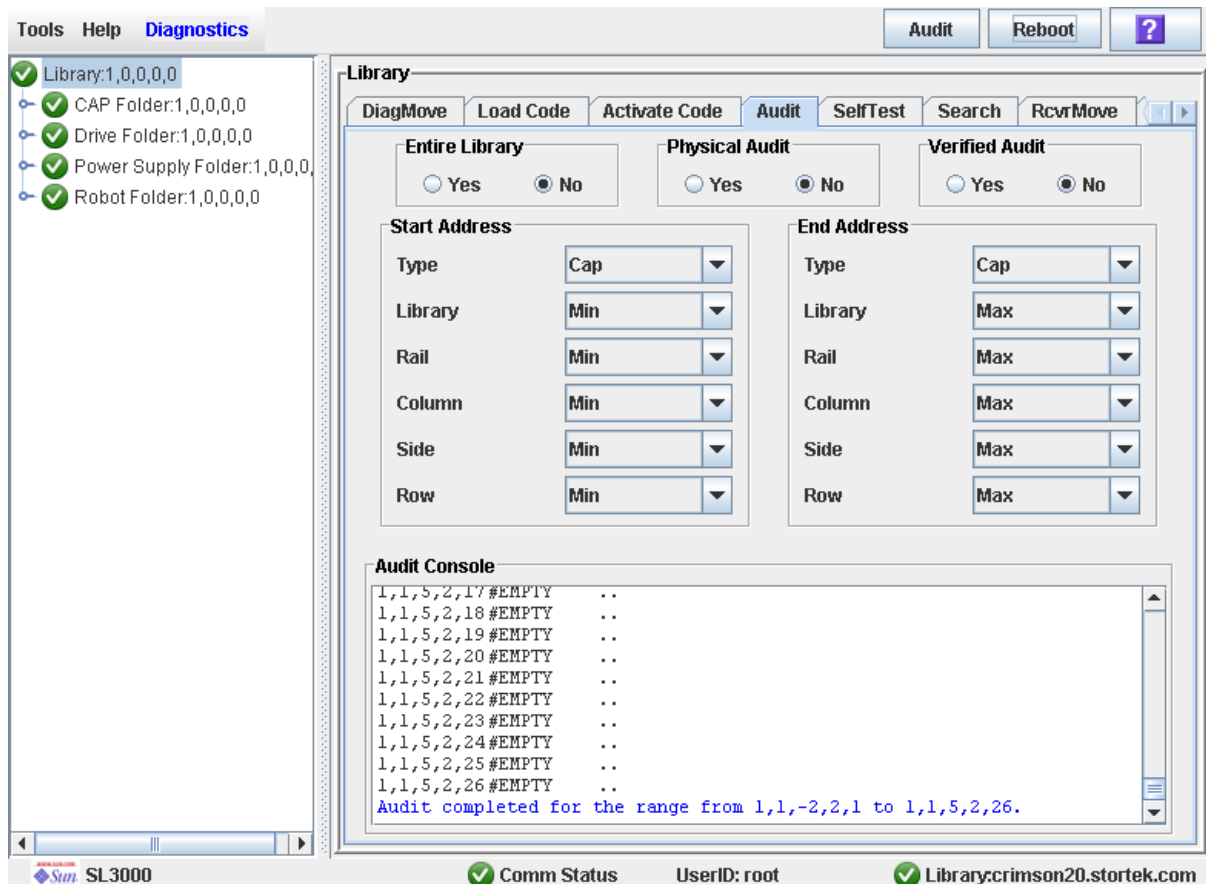 Tools Help Diagnostics Audit Reboot ?
Library:1,0,0,0,0
CAP Folder:1,0,0,0,0
Drive Folder:1,0,0,0,0
Power Supply Folder:1,0,0,0,
Robot Folder:1,0,0,0,0
Library
DiagMove Load Code Activate Code Audit SelfTest Search RcvrMove
Entire Library Physical Audit Verified Audit
Yes No Yes No Yes No
Start Address End Address
Type Cap Type Cap
Library Min Library Max
Rail Min Rail Max
Column Min Column Max
Side Min Side Max
Row Min Row Max
Audit Console
1,1,5,2,17#EMPTY ..
1,1,5,2,18#EMPTY ..
1,1,5,2,19#EMPTY ..
1,1,5,2,20#EMPTY ..
1,1,5,2,21#EMPTY ..
1,1,5,2,22#EMPTY ..
1,1,5,2,23#EMPTY ..
1,1,5,2,24#EMPTY ..
1,1,5,2,25#EMPTY ..
1,1,5,2,26#EMPTY ..
Audit completed for the range from 1,1,-2,2,1 to 1,1,5,2,26.
Sun SL3000 Comm Status UserID: root Library:crimson20.stortek.com